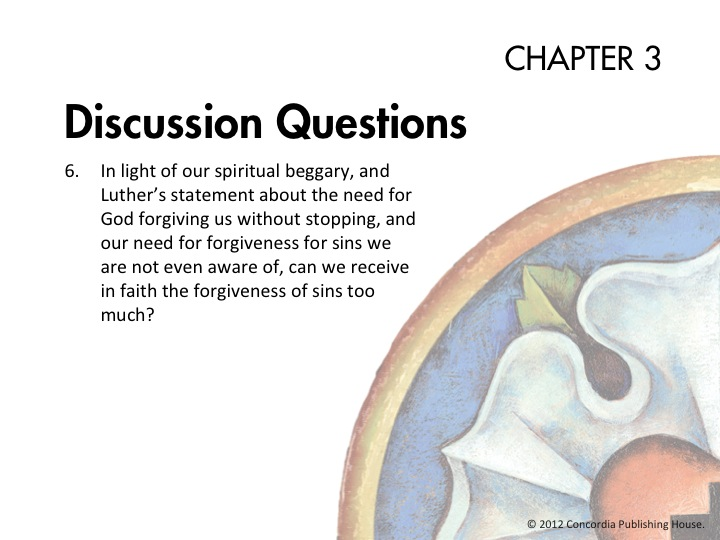 CHAPTER 3
Discussion Questions
6. In light of our spiritual beggary, and
Luther’s statement about the need for
God forgiving us without stopping, and
our need for forgiveness for sins we
are not even aware of, can we receive
in faith the forgiveness of sins too
much?
© 2012 Concordia Publishing House.